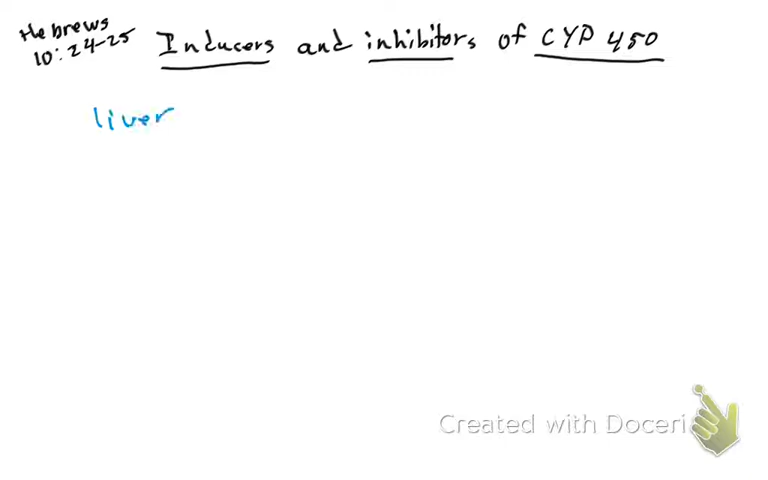 Hebrews
10:24-25
Inducers and inhibitors of CYP 450
liver
Created with Doceri